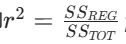 r² = SS_REG / SS_TOT